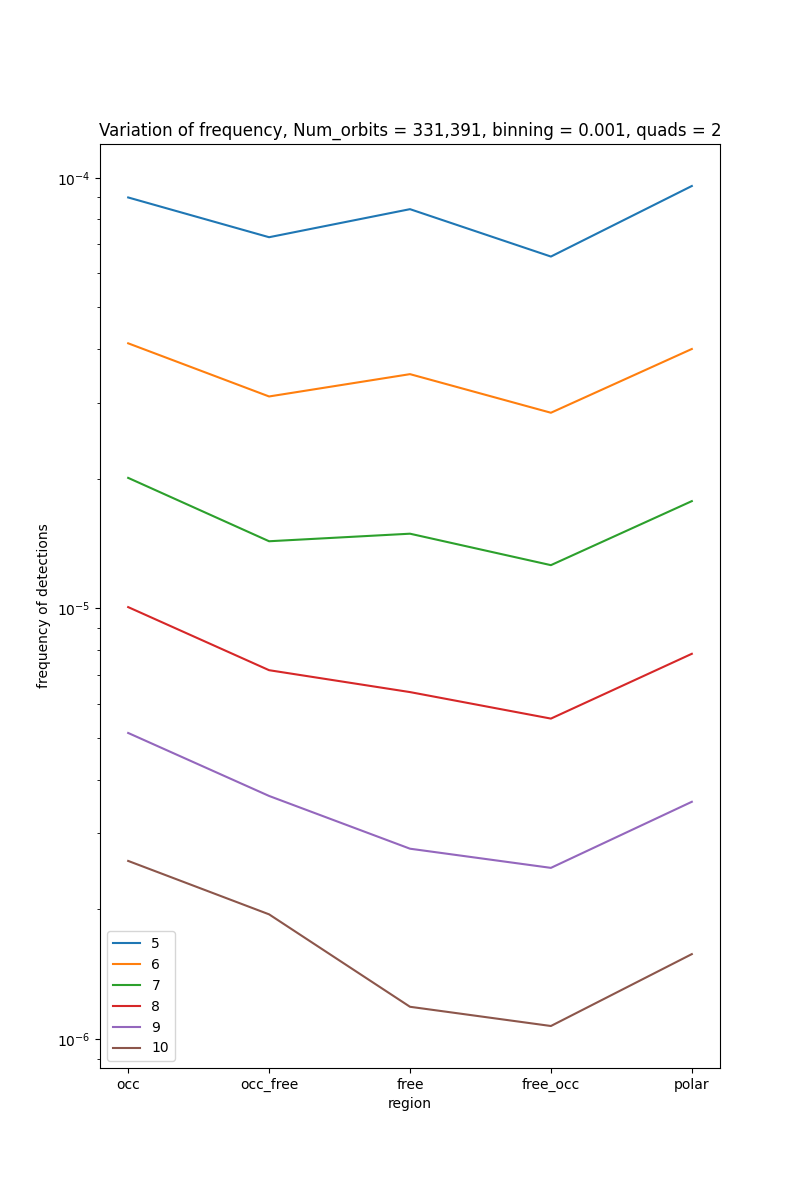 Variation of frequency, Num_orbits = 331,391, binning = 0.001, quads = 2
10⁻⁴
10⁻⁵
10⁻⁶
frequency of detections
5
6
7
8
9
10
occ occ_free free free_occ polar
region